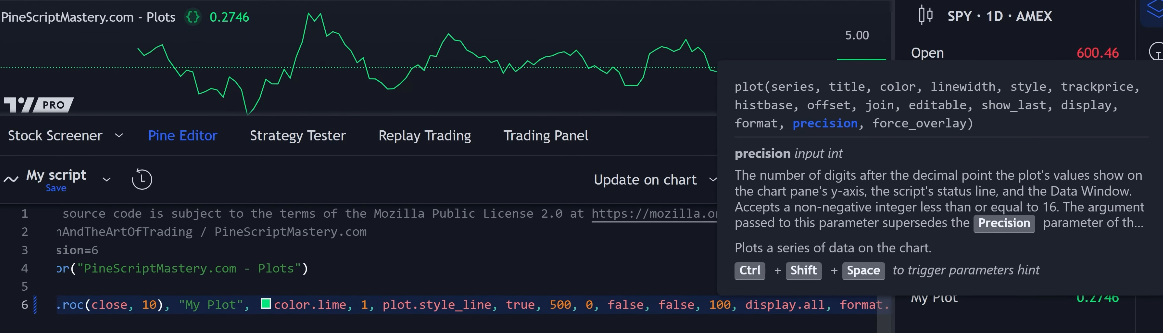 PineScriptMastery.com - Plots {} 0.2746
5.00
SPY · 1D · AMEX
Open 600.46
PRO
Stock Screener Pine Editor Strategy Tester Replay Trading Trading Panel
My script
Save
Update on chart
1 source code is subject to the terms of the Mozilla Public License 2.0 at https://mozilla.o
2 nAndTheArtOfTrading / PineScriptMastery.com
3 sion=6
4 or("PineScriptMastery.com - Plots")
5
6 .roc(close, 10), "My Plot", color.lime, 1, plot.style_line, true, 500, 0, false, false, 100, display.all, format.
plot(series, title, color, linewidth, style, trackprice,
histbase, offset, join, editable, show_last, display,
format, precision, force_overlay)
precision input int
The number of digits after the decimal point the plot's values show on
the chart pane's y-axis, the script's status line, and the Data Window.
Accepts a non-negative integer less than or equal to 16. The argument
passed to this parameter supersedes the Precision parameter of th...
Plots a series of data on the chart.
Ctrl + Shift + Space to trigger parameters hint
My Plot 0.2746